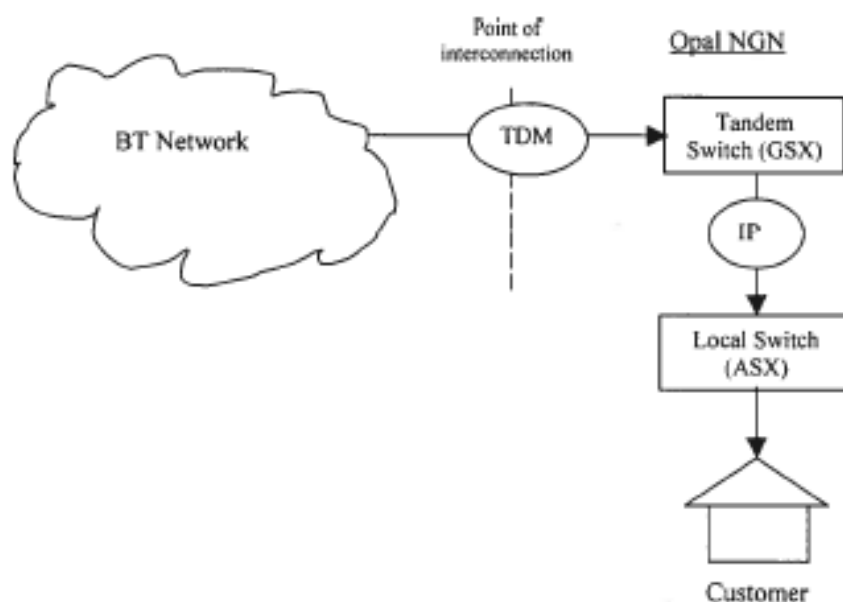 Point of
interconnection
Opal NGN
BT Network
TDM
Tandem
Switch (GSX)
IP
Local Switch
(ASX)
Customer